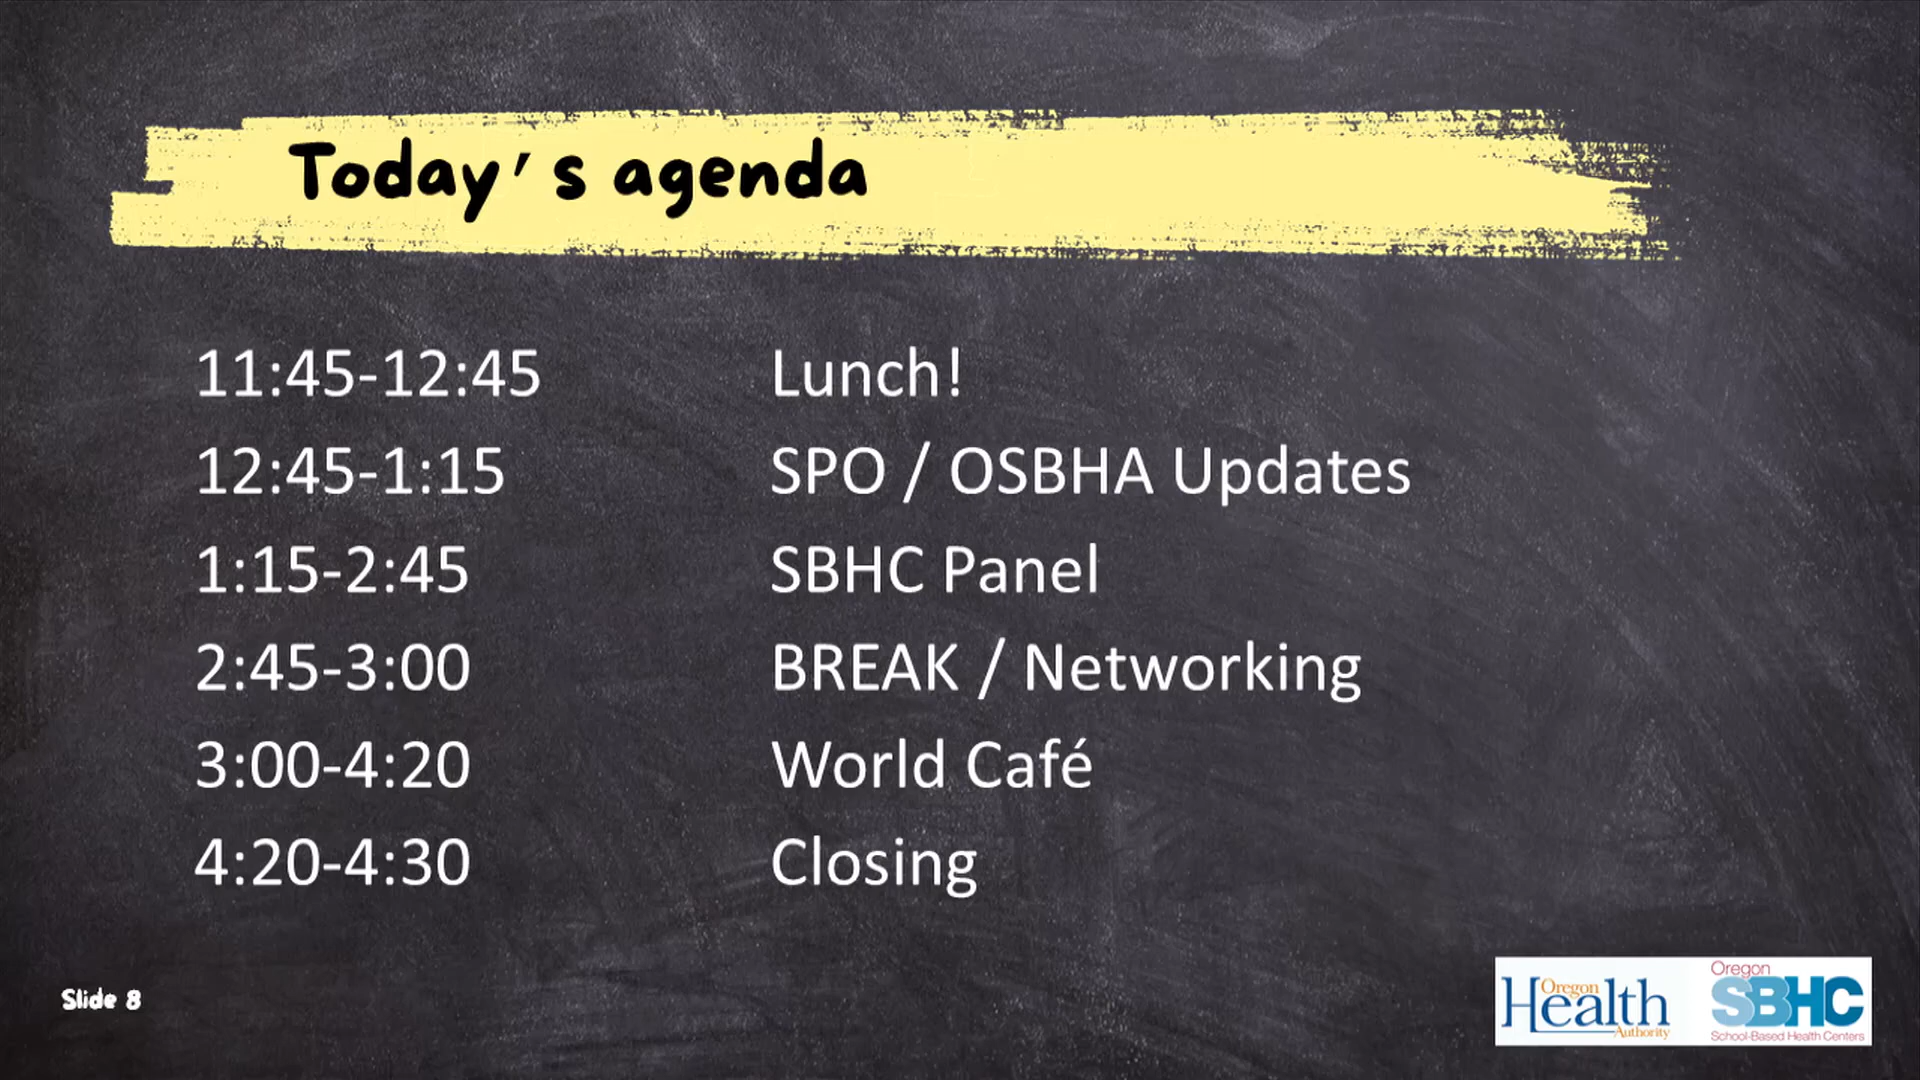 Today's agenda
11:45-12:45 Lunch!
12:45-1:15 SPO / OSBHA Updates
1:15-2:45 SBHC Panel
2:45-3:00 BREAK / Networking
3:00-4:20 World Café
4:20-4:30 Closing
Slide 8
Oregon
Health
Authority
Oregon
SBHC
School-Based Health Centers